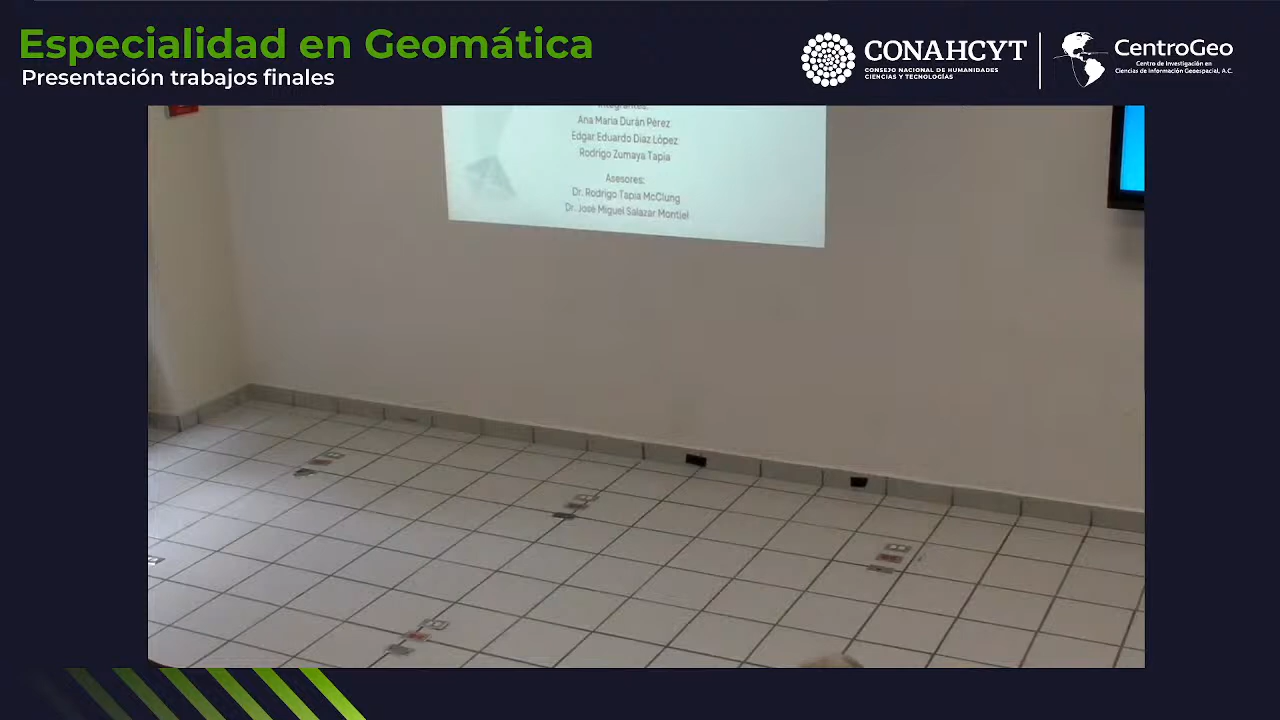 Especialidad en Geomática
Presentación trabajos finales
CONAHCYT
CONSEJO NACIONAL DE HUMANIDADES
CIENCIAS Y TECNOLOGÍAS
CentroGeo
Centro de Investigación en
Ciencias de Información Geoespacial, A.C.
Integrantes:
Ana María Durán Pérez
Edgar Eduardo Díaz López
Rodrigo Zumaya Tapia
Asesores:
Dr. Rodrigo Tapia McClung
Dr. José Miguel Salazar Montiel